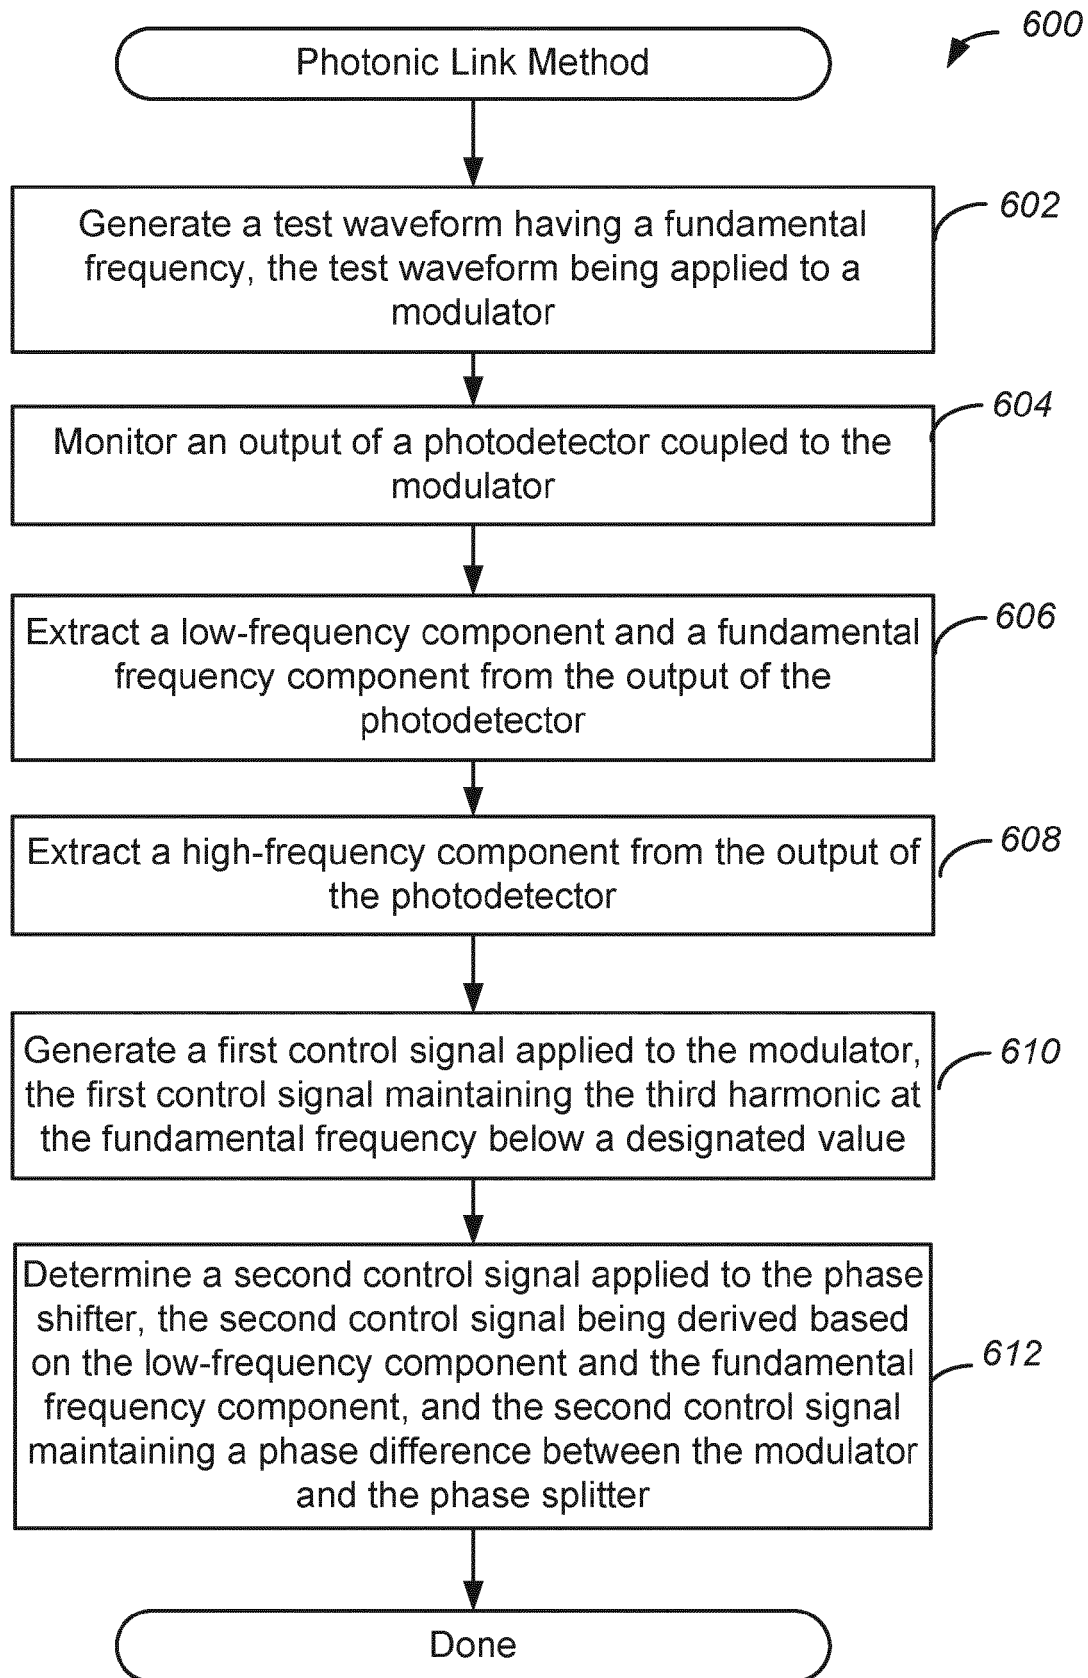 600
Photonic Link Method
602
Generate a test waveform having a fundamental
frequency, the test waveform being applied to a
modulator
604
Monitor an output of a photodetector coupled to the
modulator
606
Extract a low-frequency component and a fundamental
frequency component from the output of the
photodetector
608
Extract a high-frequency component from the output of
the photodetector
610
Generate a first control signal applied to the modulator,
the first control signal maintaining the third harmonic at
the fundamental frequency below a designated value
612
Determine a second control signal applied to the phase
shifter, the second control signal being derived based
on the low-frequency component and the fundamental
frequency component, and the second control signal
maintaining a phase difference between the modulator
and the phase splitter
Done